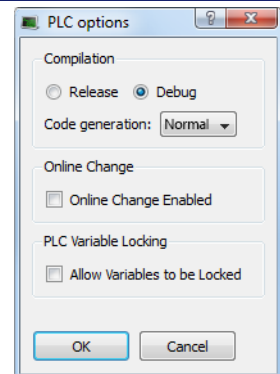 PLC options
Compilation
Release Debug
Code generation: Normal
Online Change
Online Change Enabled
PLC Variable Locking
Allow Variables to be Locked
OK Cancel